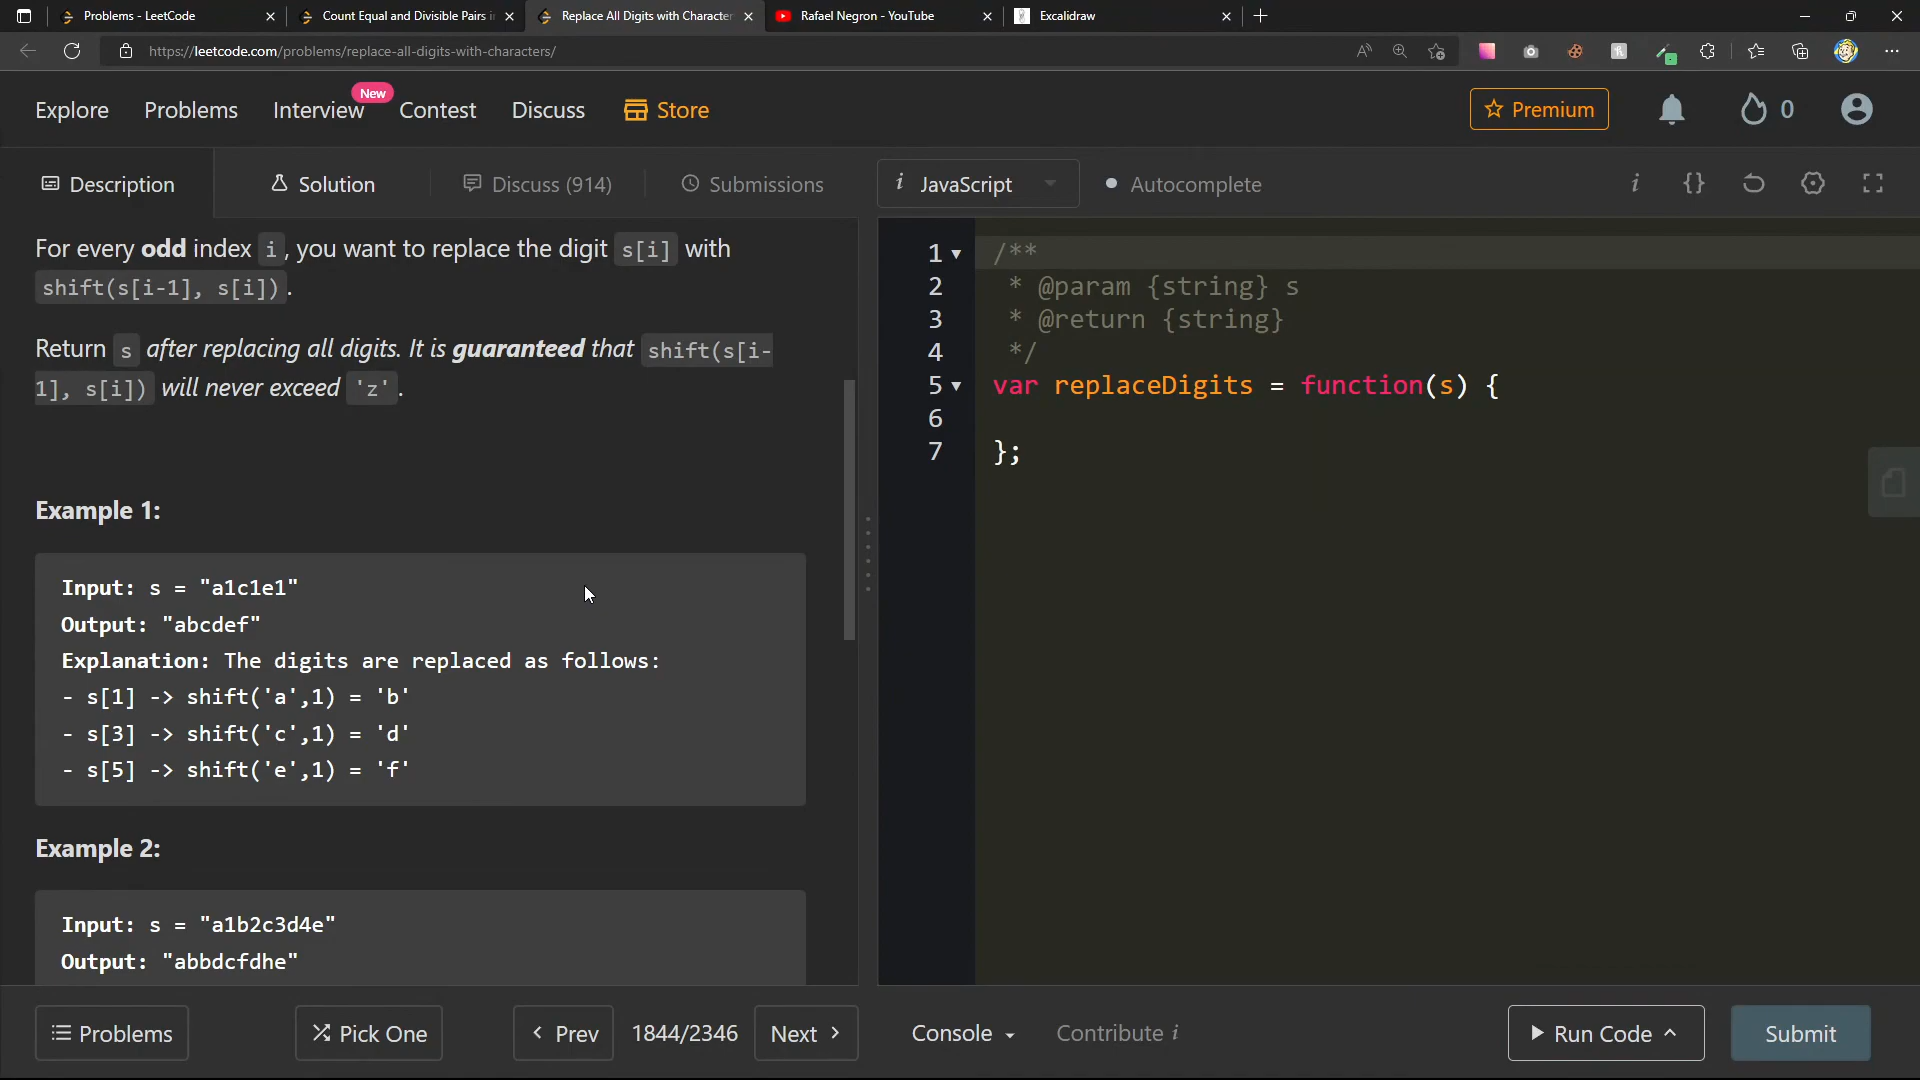 Problems - LeetCode
Count Equal and Divisible Pairs i
Replace All Digits with Character
Rafael Negron - YouTube
Excalidraw
https://leetcode.com/problems/replace-all-digits-with-characters/
Explore
Problems
Interview
New
Contest
Discuss
Store
Premium
0
Description
Solution
Discuss (914)
Submissions
i JavaScript
Autocomplete
For every odd index i, you want to replace the digit s[i] with
shift(s[i-1], s[i]).
Return s after replacing all digits. It is guaranteed that shift(s[i-
1], s[i]) will never exceed 'z'.
Example 1:
Input: s = "a1c1e1"
Output: "abcdef"
Explanation: The digits are replaced as follows:
- s[1] -> shift('a',1) = 'b'
- s[3] -> shift('c',1) = 'd'
- s[5] -> shift('e',1) = 'f'
Example 2:
Input: s = "a1b2c3d4e"
Output: "abbdcfdhe"
1 /**
2 * @param {string} s
3 * @return {string}
4 */
5 var replaceDigits = function(s) {
6
7 };
Problems
Pick One
Prev
1844/2346
Next
Console
Contribute i
Run Code
Submit